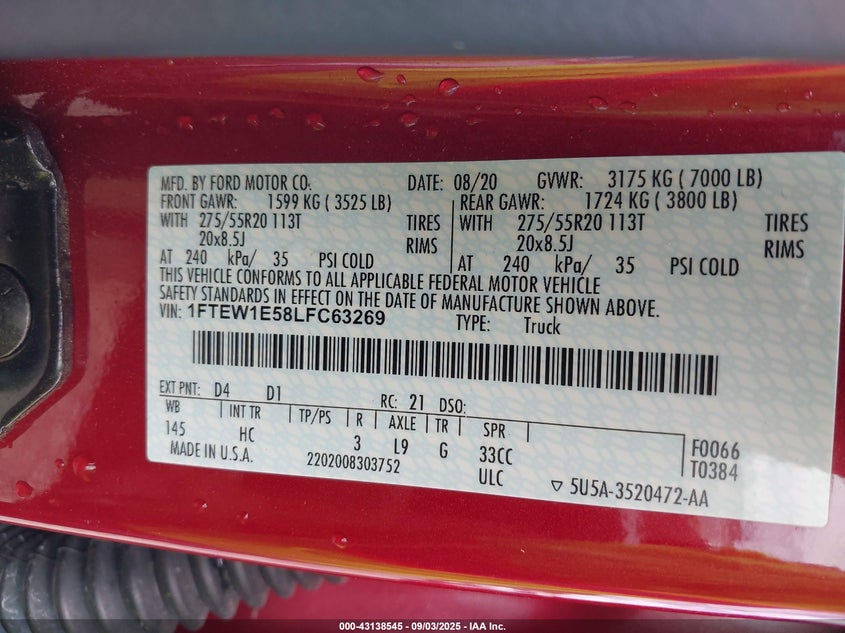 MFD. BY FORD MOTOR CO. DATE: 08/20 GVWR: 3175 KG ( 7000 LB)
FRONT GAWR: 1599 KG ( 3525 LB) REAR GAWR: 1724 KG ( 3800 LB)
WITH 275/55R20 113T TIRES WITH 275/55R20 113T TIRES
20x8.5J RIMS 20x8.5J RIMS
AT 240 kPa/ 35 PSI COLD AT 240 kPa/ 35 PSI COLD
THIS VEHICLE CONFORMS TO ALL APPLICABLE FEDERAL MOTOR VEHICLE
SAFETY STANDARDS IN EFFECT ON THE DATE OF MANUFACTURE SHOWN ABOVE.
VIN: 1FTEW1E58LFC63269 TYPE: Truck
EXT PNT: D4 D1 RC: 21 DSO:
WB INT TR TP/PS R AXLE TR SPR
145 HC 3 L9 G 33CC F0066
MADE IN U.S.A. 2202008303752 ULC T0384
▽ 5U5A-3520472-AA
000-43138545 - 09/03/2025 - IAA Inc.